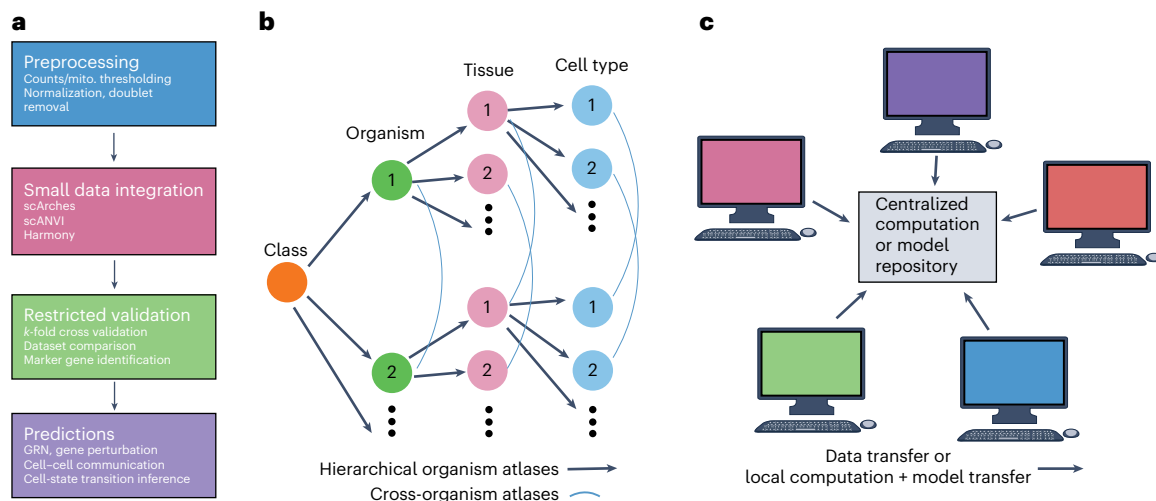 a
Preprocessing
Counts/mito. thresholding
Normalization, doublet
removal
Small data integration
scArches
scANVI
Harmony
Restricted validation
k-fold cross validation
Dataset comparison
Marker gene identification
Predictions
GRN, gene perturbation
Cell–cell communication
Cell-state transition inference
b
Class
Organism
1
2
Tissue
1
2
1
2
Cell type
1
2
1
2
Hierarchical organism atlases
Cross-organism atlases
c
Centralized
computation
or model
repository
Data transfer or
local computation + model transfer